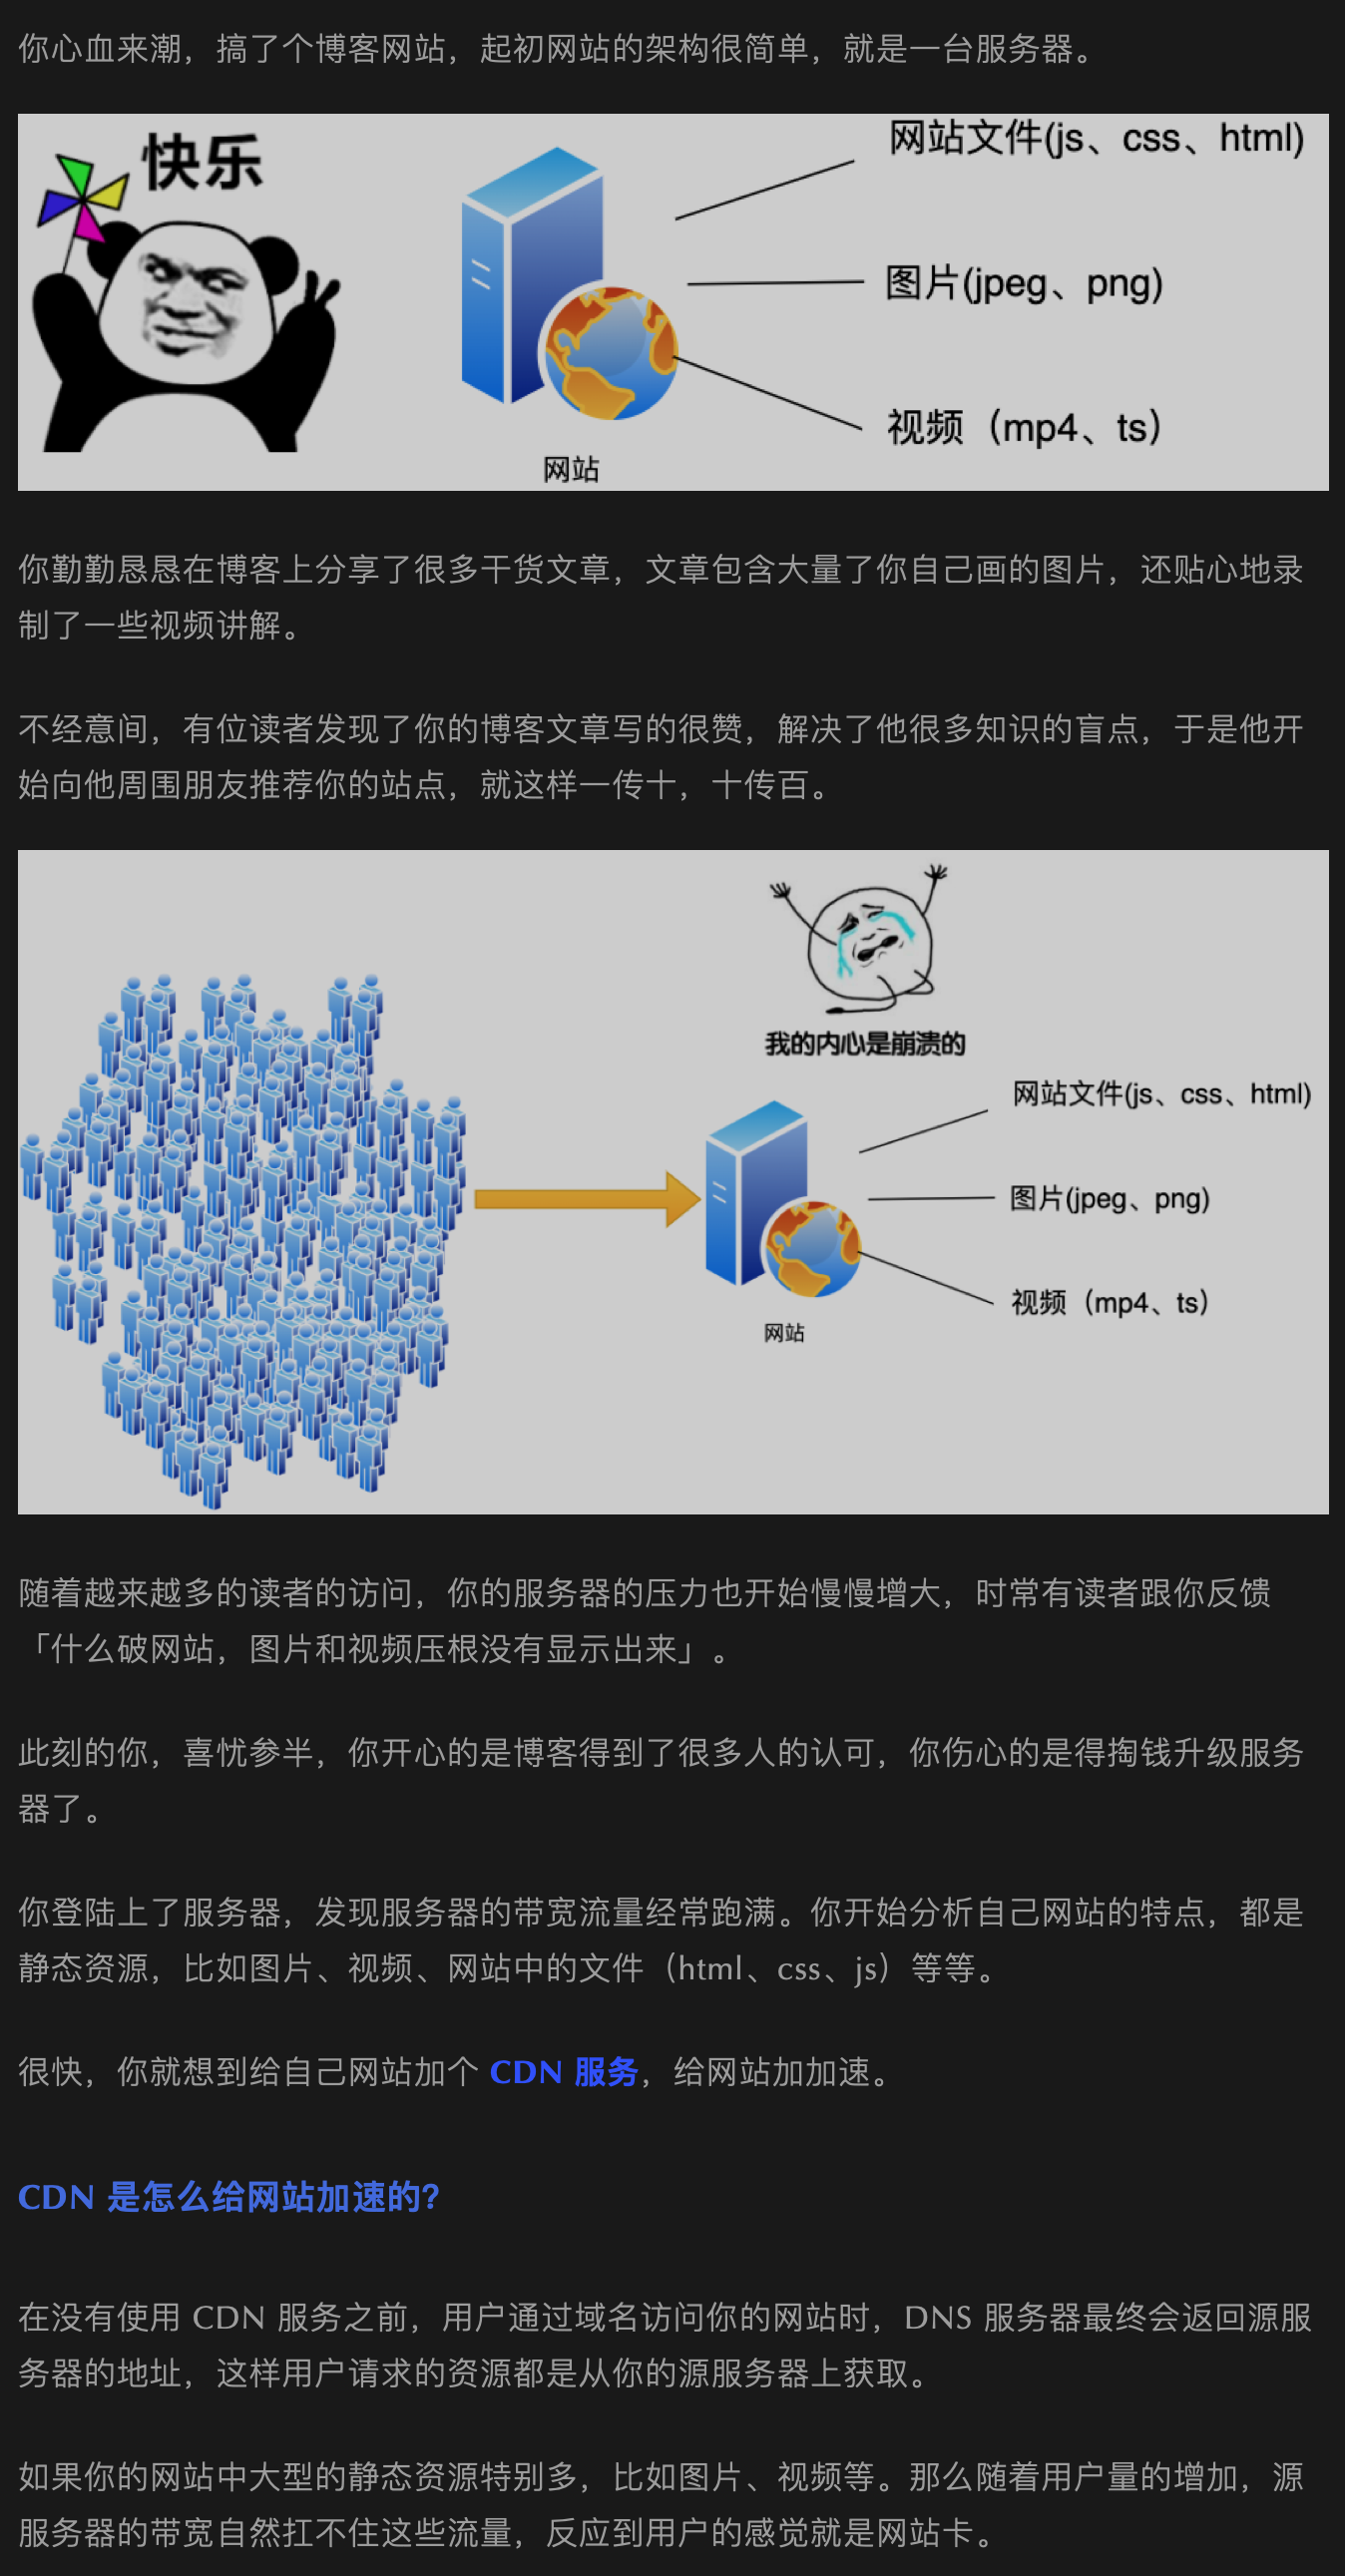 你心血来潮，搞了个博客网站，起初网站的架构很简单，就是一台服务器。
快乐
网站文件(js、css、html)
图片(jpeg、png)
视频（mp4、ts）
网站
你勤勤恳恳在博客上分享了很多干货文章，文章包含大量了你自己画的图片，还贴心地录
制了一些视频讲解。
不经意间，有位读者发现了你的博客文章写的很赞，解决了他很多知识的盲点，于是他开
始向他周围朋友推荐你的站点，就这样一传十，十传百。
我的内心是崩溃的
网站文件(js、css、html)
图片(jpeg、png)
视频（mp4、ts）
网站
随着越来越多的读者的访问，你的服务器的压力也开始慢慢增大，时常有读者跟你反馈
「什么破网站，图片和视频压根没有显示出来」。
此刻的你，喜忧参半，你开心的是博客得到了很多人的认可，你伤心的是得掏钱升级服务
器了。
你登陆上了服务器，发现服务器的带宽流量经常跑满。你开始分析自己网站的特点，都是
静态资源，比如图片、视频、网站中的文件（html、css、js）等等。
很快，你就想到给自己网站加个 CDN 服务，给网站加加速。
CDN 是怎么给网站加速的？
在没有使用 CDN 服务之前，用户通过域名访问你的网站时，DNS 服务器最终会返回源服
务器的地址，这样用户请求的资源都是从你的源服务器上获取。
如果你的网站中大型的静态资源特别多，比如图片、视频等。那么随着用户量的增加，源
服务器的带宽自然扛不住这些流量，反应到用户的感觉就是网站卡。